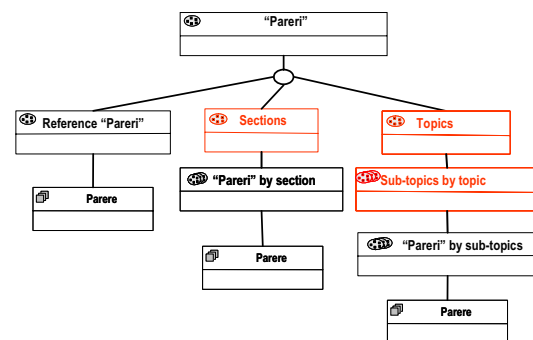 “Pareri”
Reference “Pareri”
Sections
Topics
Parere
“Pareri” by section
Sub-topics by topic
Parere
“Pareri” by sub-topics
Parere